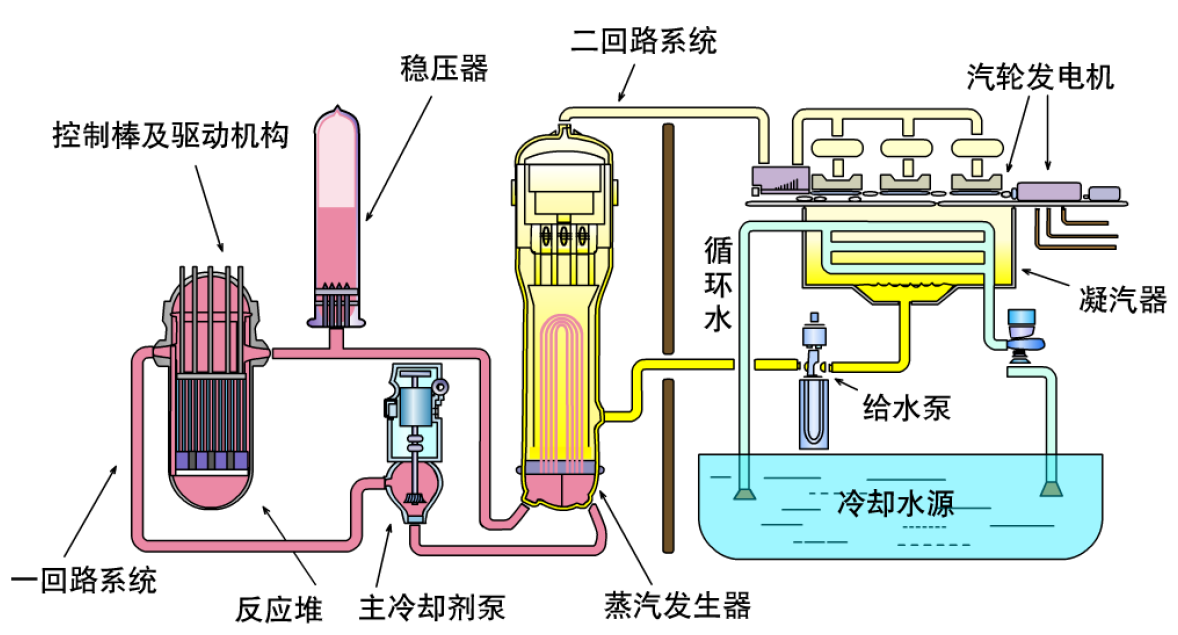 二回路系统
稳压器
汽轮发电机
控制棒及驱动机构
循环水
凝汽器
给水泵
冷却水源
一回路系统
反应堆
主冷却剂泵
蒸汽发生器